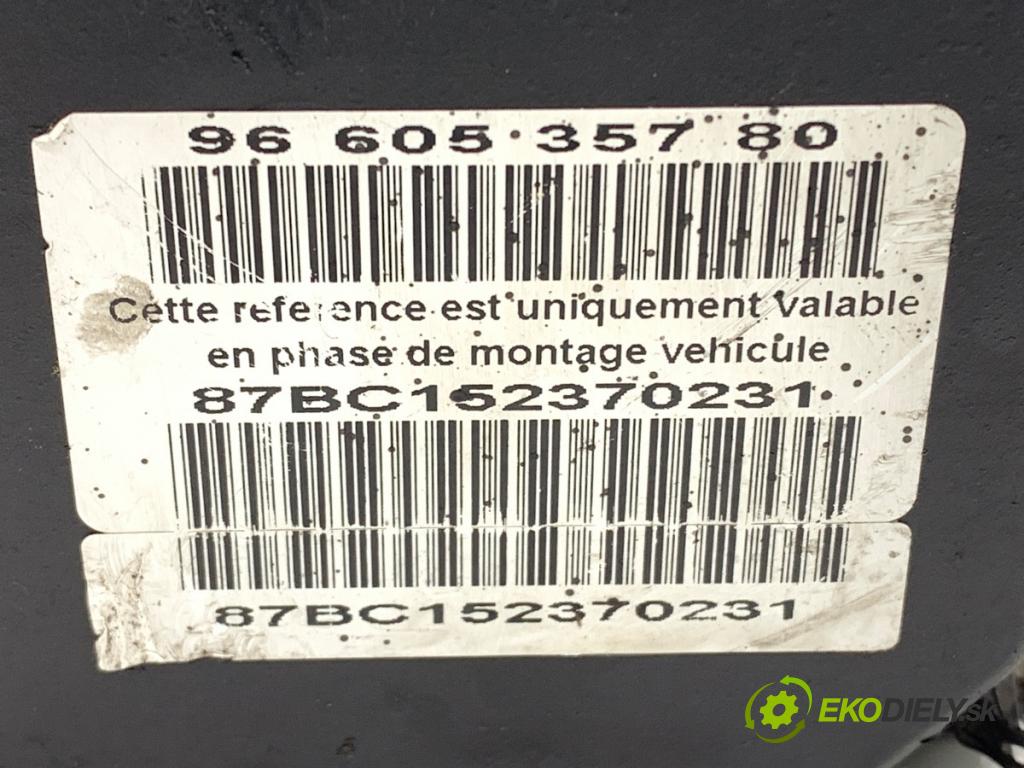 96 605 357 80
Cette reference est uniquement valable
en phase de montage vehicule
87BC152370231
87BC152370231
EKODIELY.sk